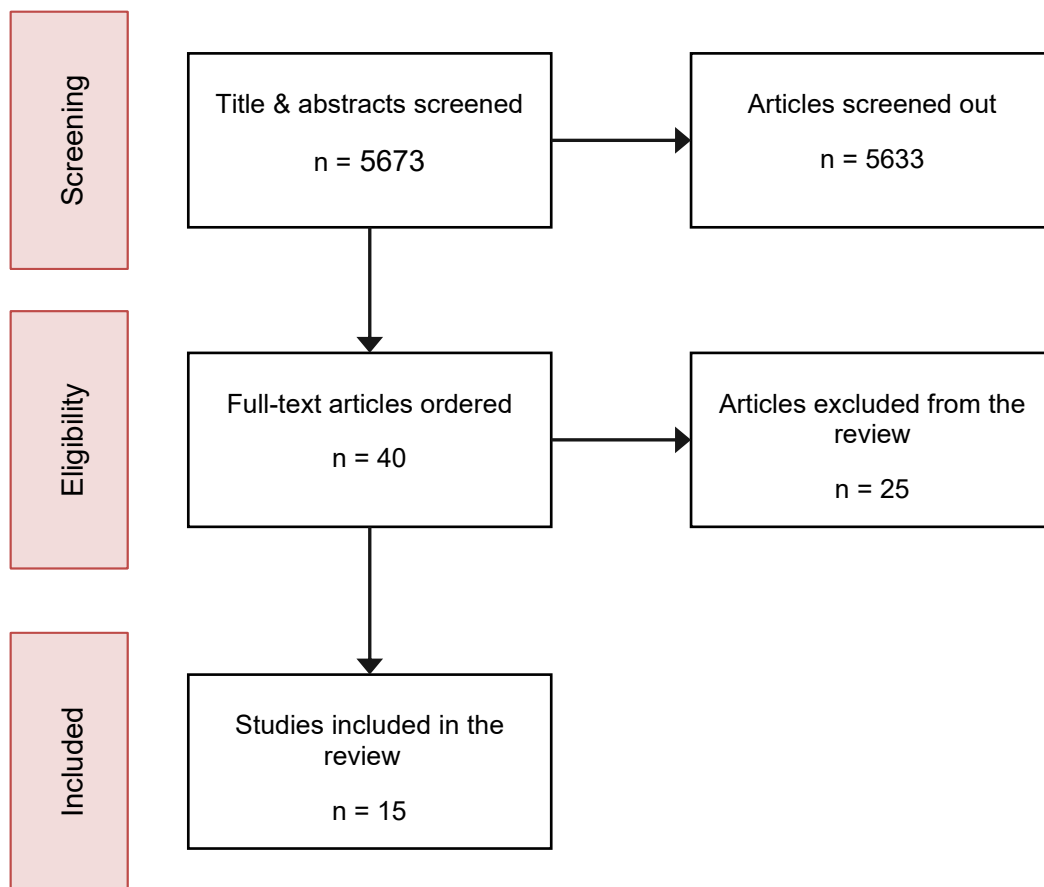 Screening
Title & abstracts screened
n = 5673
Articles screened out
n = 5633
Eligibility
Full-text articles ordered
n = 40
Articles excluded from the
review
n = 25
Included
Studies included in the
review
n = 15